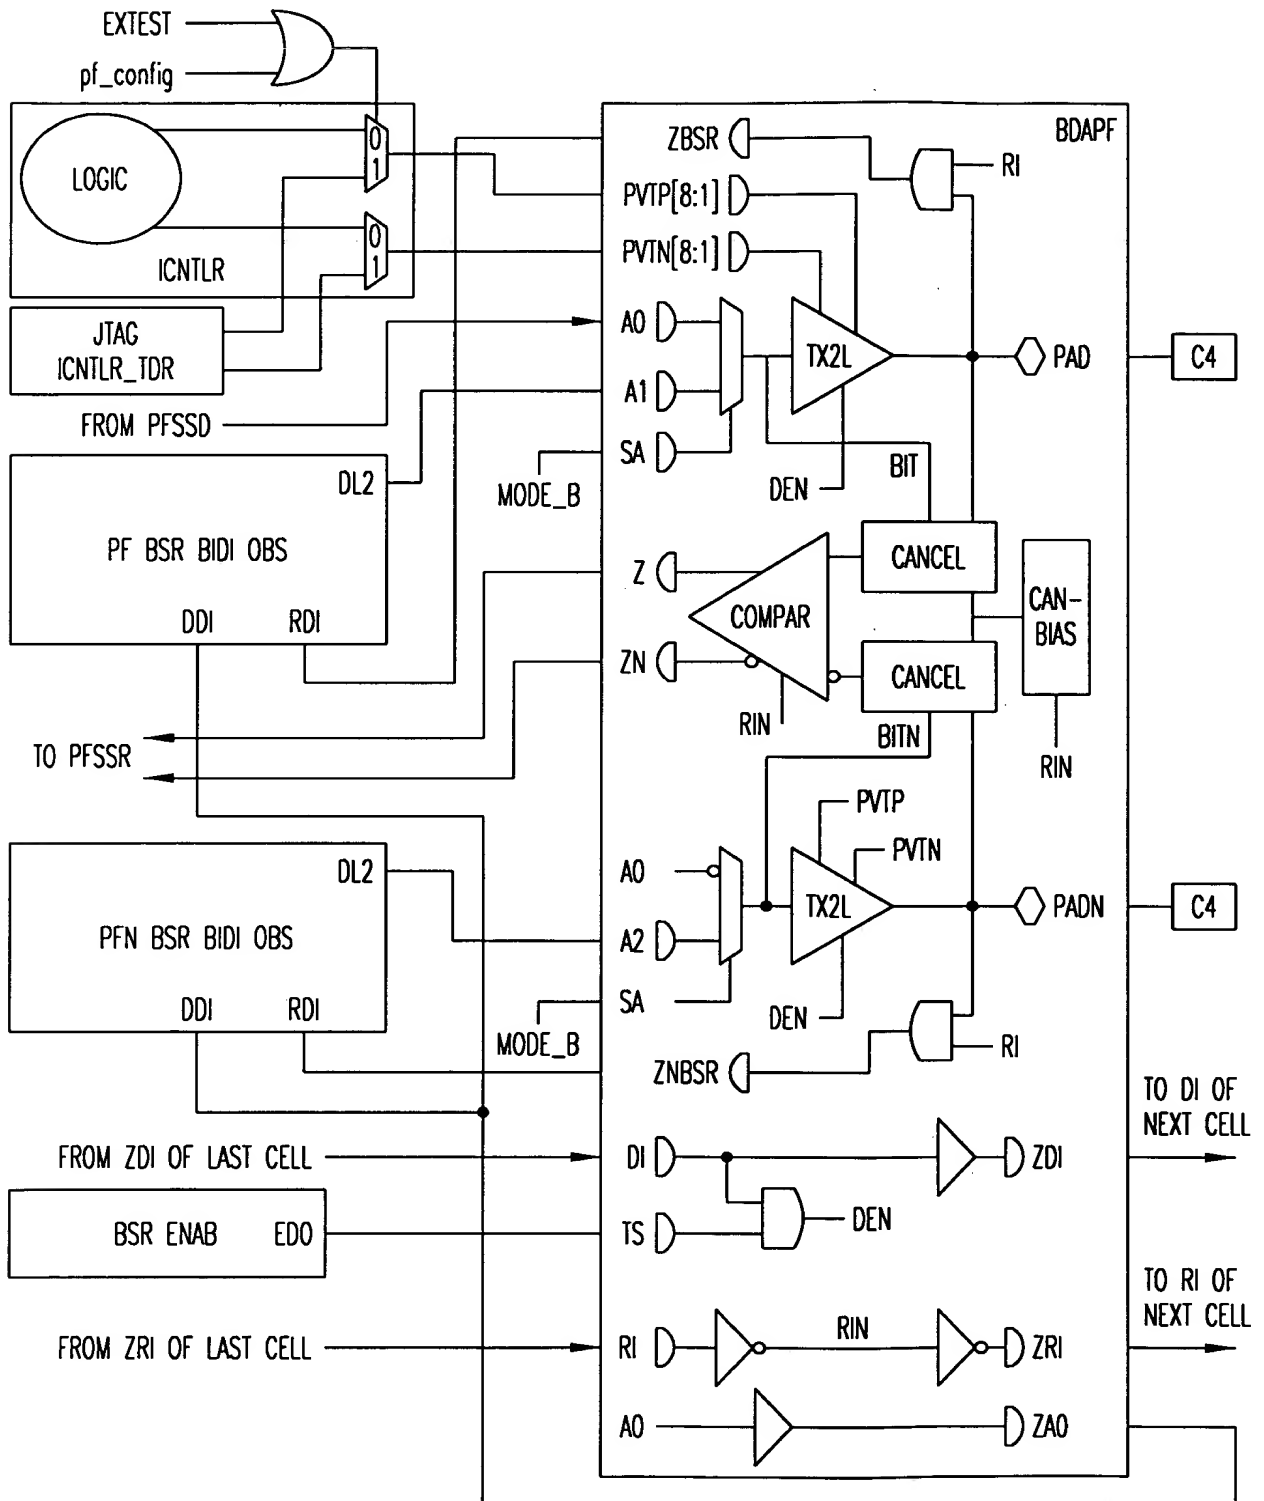 EXTEST
pf_config
LOGIC
0
1
0
1
ICNTLR
JTAG
ICNTLR_TDR
FROM PFSSD
DL2
PF BSR BIDI OBS
DDI RDI
TO PFSSR
DL2
PFN BSR BIDI OBS
DDI RDI
MODE_B
MODE_B
FROM ZDI OF LAST CELL
BSR ENAB EDO
FROM ZRI OF LAST CELL
BDAPF
ZBSR
RI
PVTP[8:1]
PVTN[8:1]
A0
A1
SA
TX2L
PAD
C4
DEN
BIT
CANCEL
Z
COMPAR
CAN-
BIAS
ZN
CANCEL
RIN
BITN
RIN
PVTP
PVTN
A0
A2
SA
TX2L
PADN
C4
DEN
RI
ZNBSR
TO DI OF
NEXT CELL
DI
ZDI
TS
DEN
TO RI OF
NEXT CELL
RI
RIN
ZRI
A0
ZA0